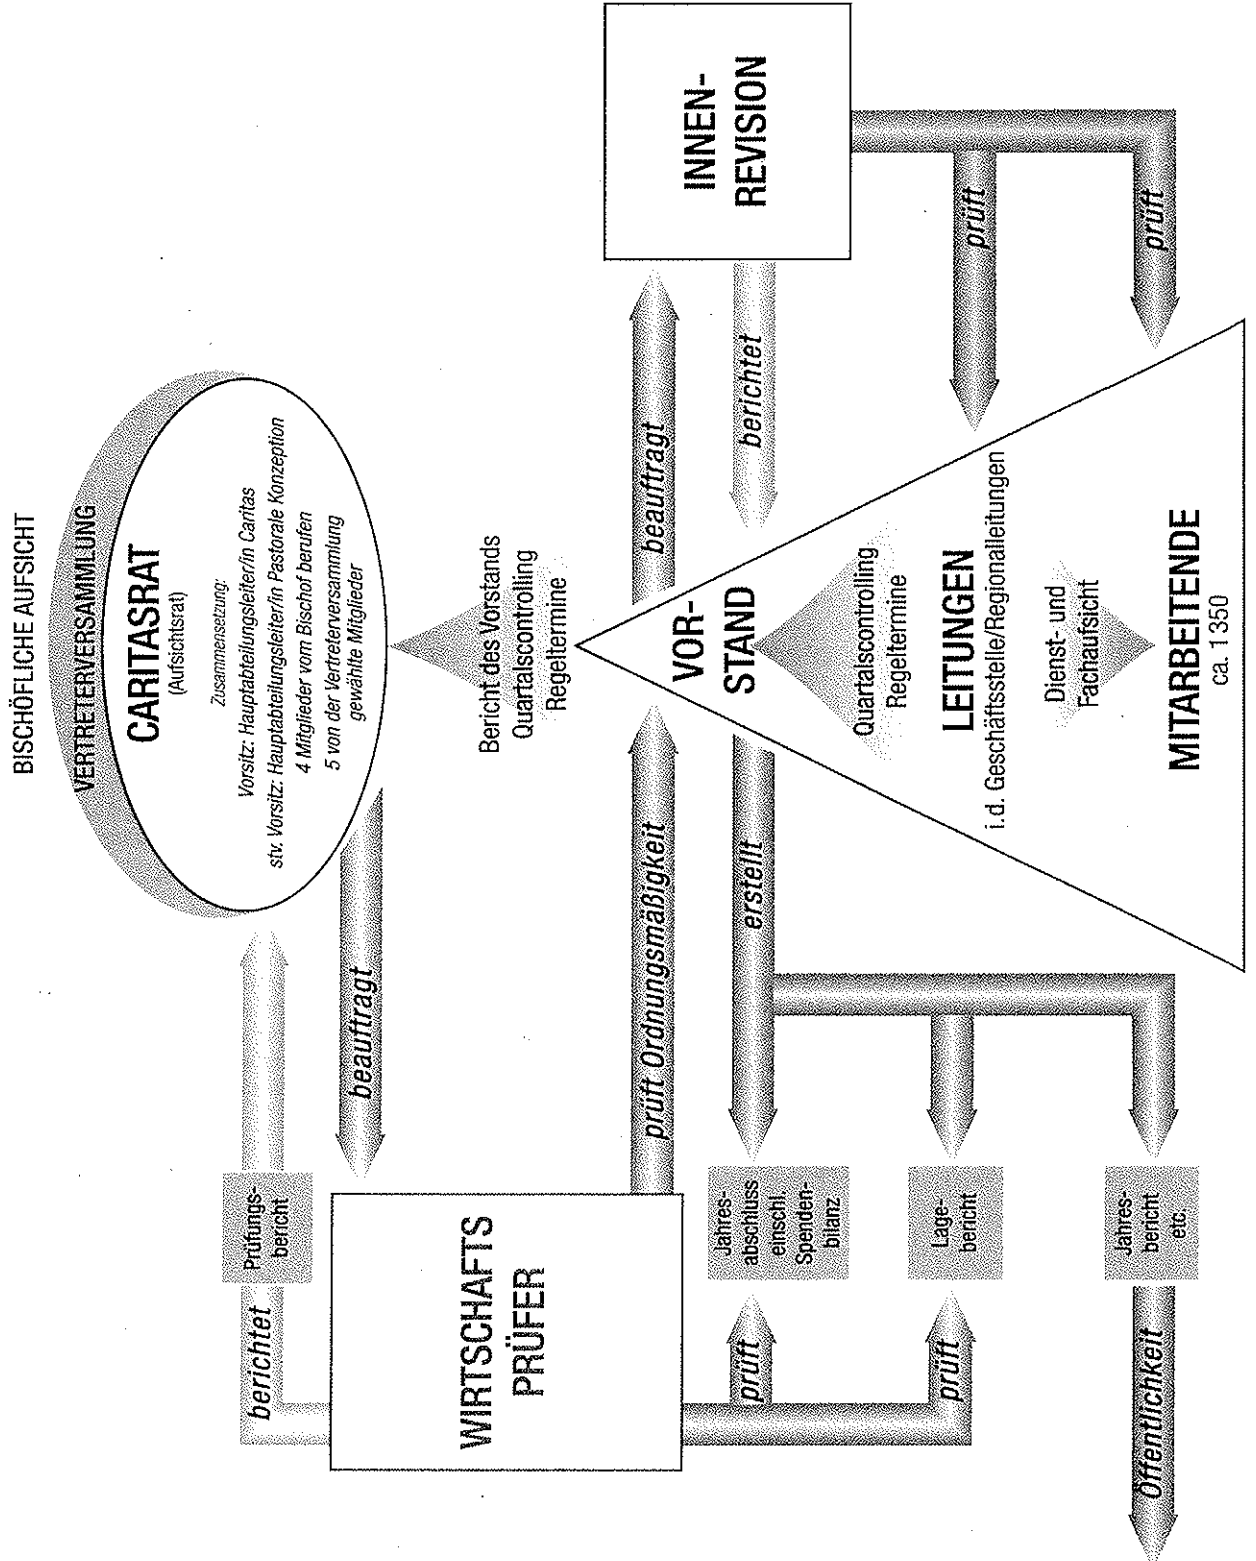 BISCHÖFLICHE AUFSICHT
VERTRETERVERSAMMLUNG
CARITASRAT
(Aufsichtsrat)
Zusammensetzung:
Vorsitz: Hauptabteilungsleiter/in Caritas
stv. Vorsitz: Hauptabteilungsleiter/in Pastorale Konzeption
4 Mitglieder vom Bischof berufen
5 von der Vertreterversammlung
gewählte Mitglieder
berichtet
Prüfungs-
bericht
beauftragt
WIRTSCHAFTS
PRÜFER
Bericht des Vorstands
Quartalscontrolling
Regeltermine
prüft Ordnungsmäßigkeit
beauftragt
INNEN-
REVISION
berichtet
VOR-
STAND
erstellt
prüft
Jahres-
abschluss
einschl.
Spenden-
bilanz
Quartalscontrolling
Regeltermine
LEITUNGEN
i.d. Geschäftsstelle/Regionalleitungen
prüft
prüft
Lage-
bericht
Dienst- und
Fachaufsicht
MITARBEITENDE
ca. 1350
prüft
Jahres-
bericht
etc.
Öffentlichkeit